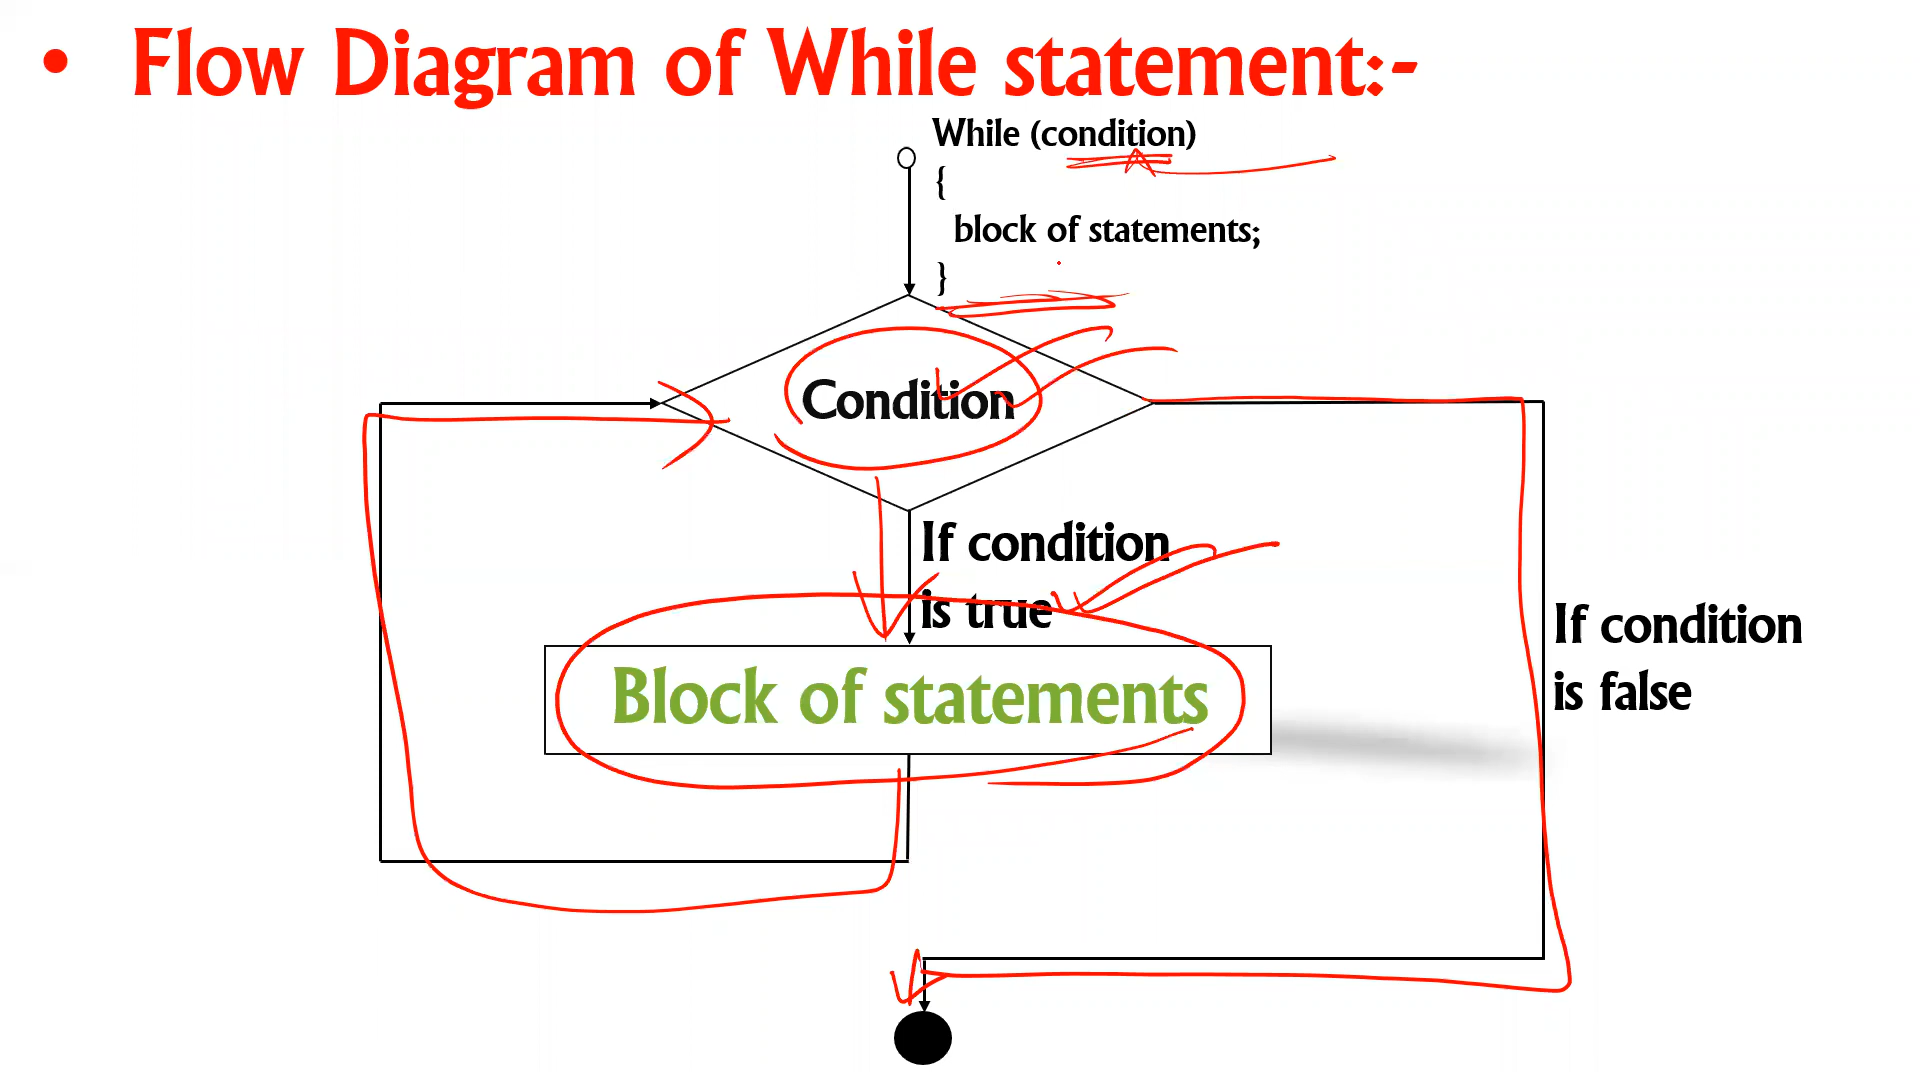 • Flow Diagram of While statement:-
While (condition)
{
block of statements;
}
Condition
If condition
is true
Block of statements
If condition
is false